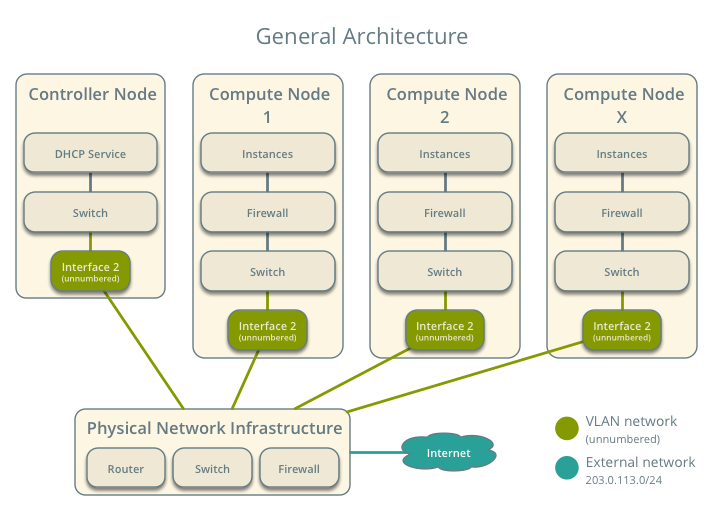 General Architecture
Controller Node
DHCP Service
Switch
Interface 2
(unnumbered)
Compute Node
1
Instances
Firewall
Switch
Interface 2
(unnumbered)
Compute Node
2
Instances
Firewall
Switch
Interface 2
(unnumbered)
Compute Node
X
Instances
Firewall
Switch
Interface 2
(unnumbered)
Physical Network Infrastructure
Router
Switch
Firewall
Internet
VLAN network
(unnumbered)
External network
203.0.113.0/24